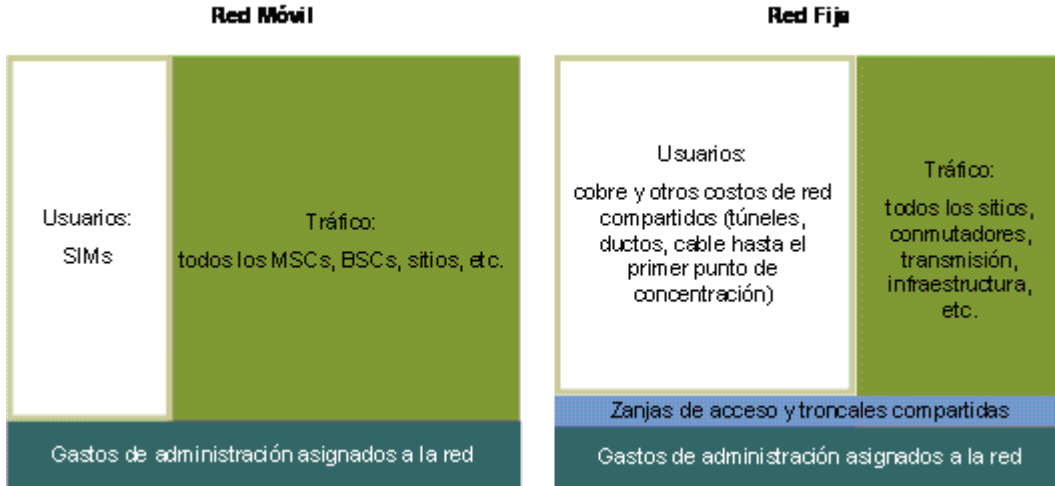 Red Móvil
Usuarios:
SIMs
Tráfico:
todos los MSCs, BSCs, sitios, etc.
Gastos de administración asignados a la red
Red Fija
Usuarios:
cobre y otros costos de red
compartidos (túneles,
ductos, cable hasta el
primer punto de
concentración)
Tráfico:
todos los sitios,
conmutadores,
transmisión,
infraestructura,
etc.
Zanjas de acceso y troncales compartidas
Gastos de administración asignados a la red